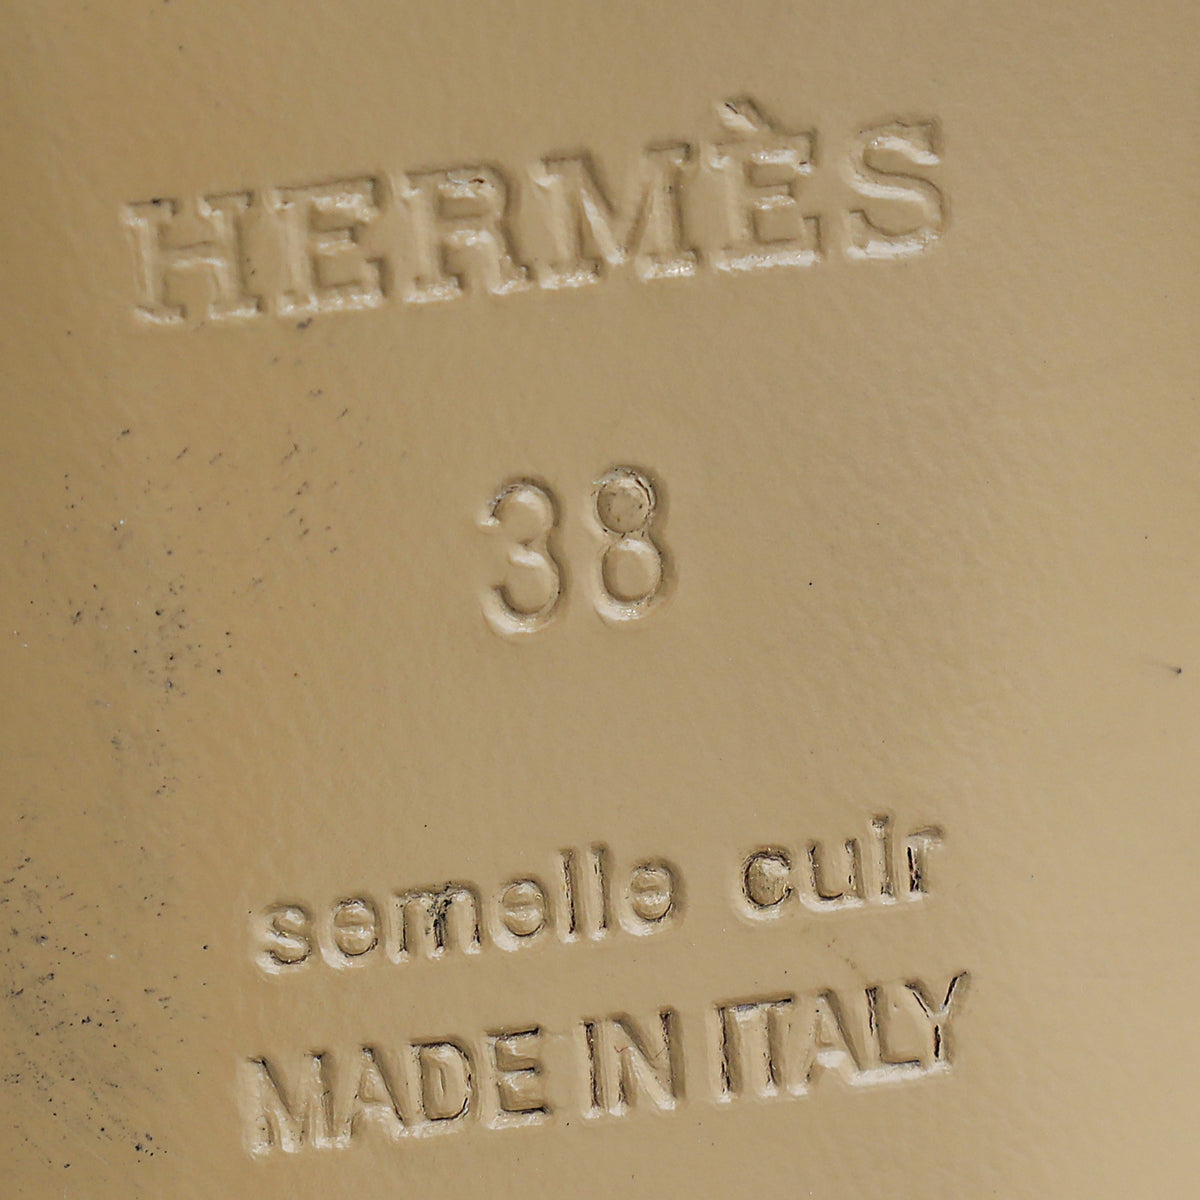 HERMÈS
38
semelle cuir
MADE IN ITALY